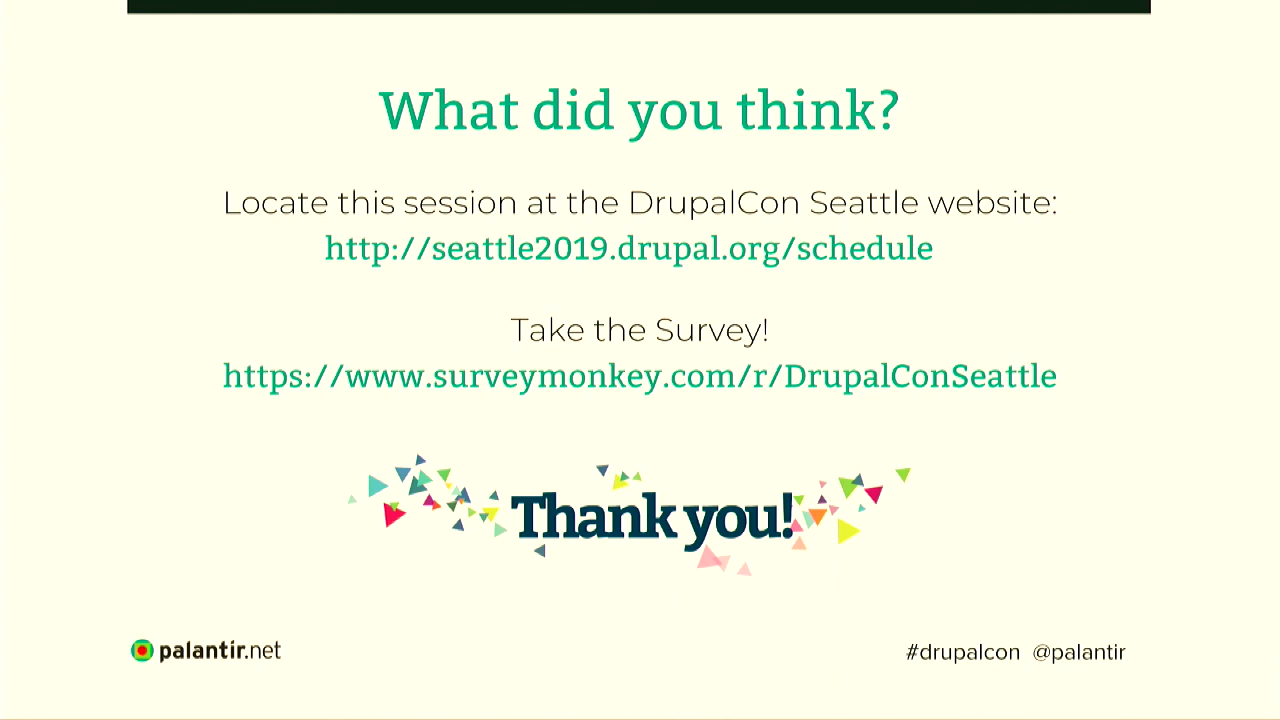 What did you think?
Locate this session at the DrupalCon Seattle website:
http://seattle2019.drupal.org/schedule
Take the Survey!
https://www.surveymonkey.com/r/DrupalConSeattle
Thank you!
palantir.net
#drupalcon @palantir